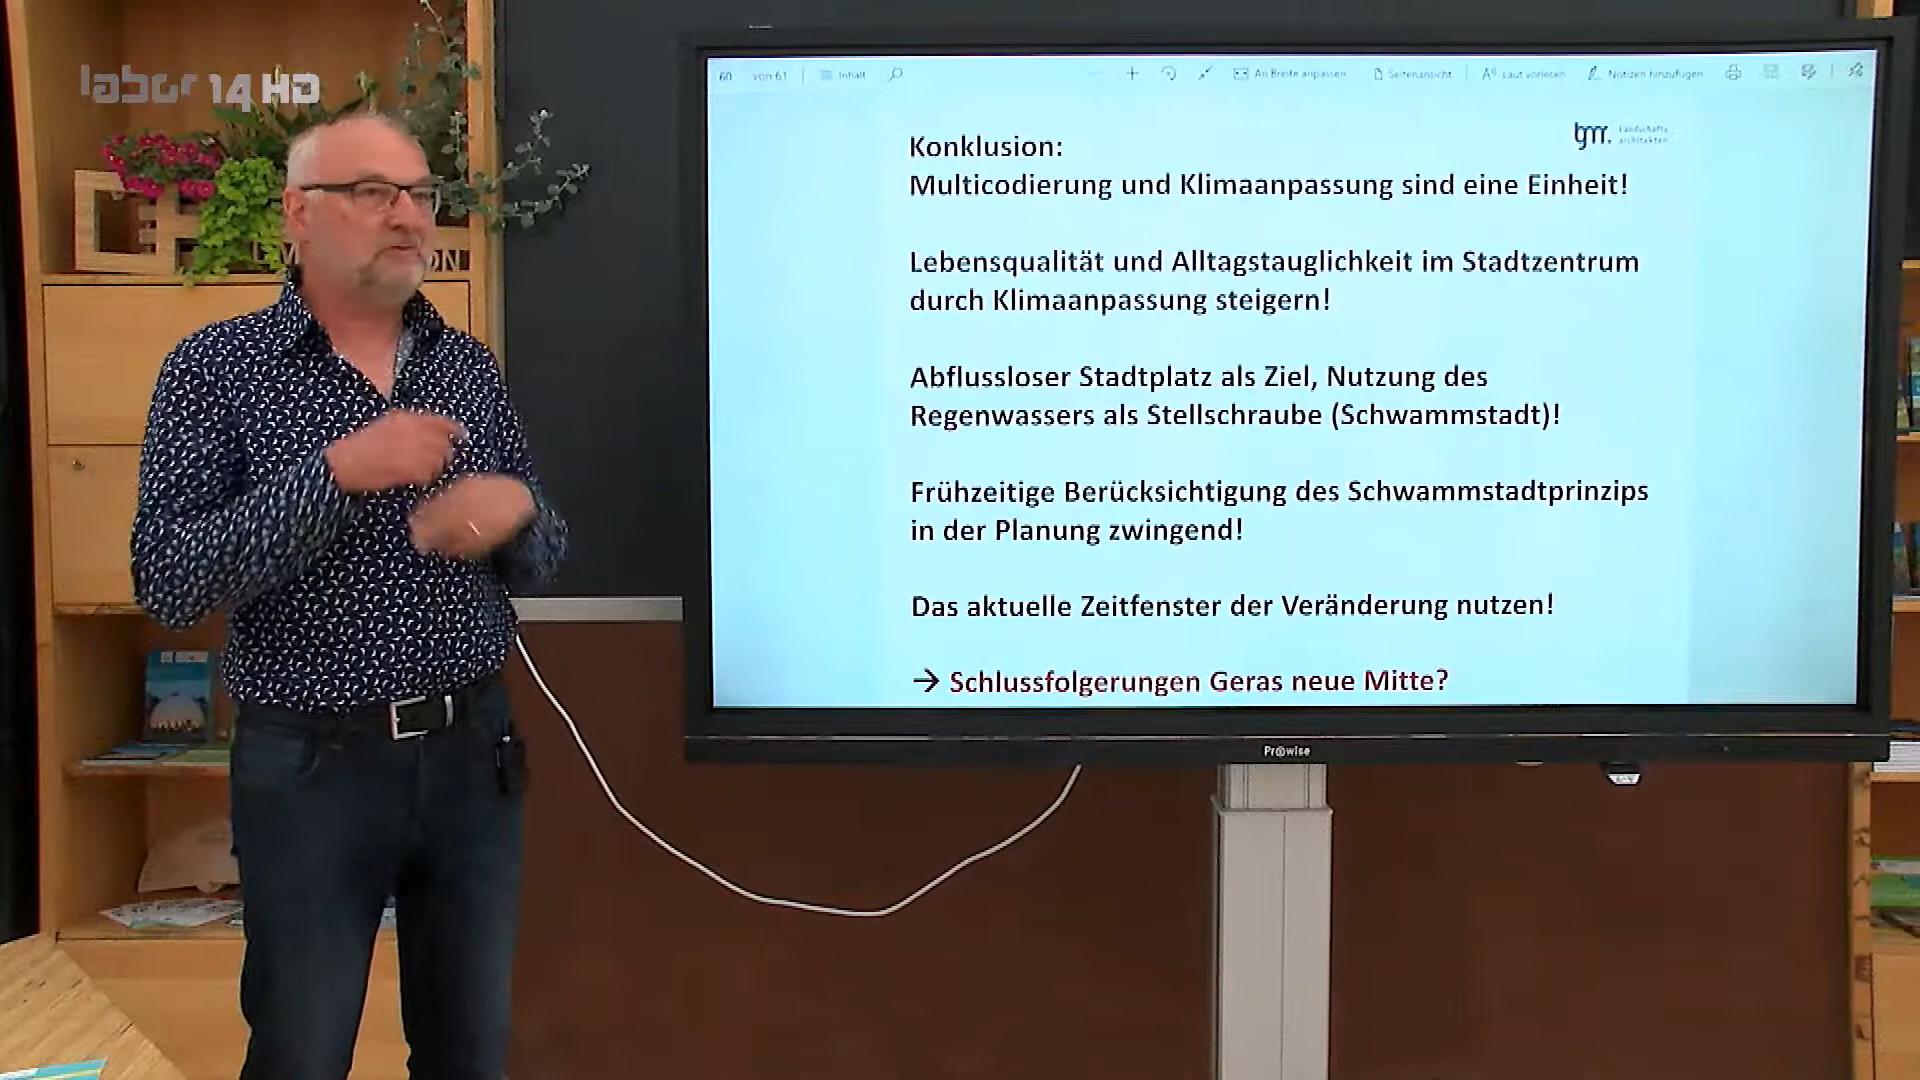 labor 14 HD
60 von 61 Inhalt An Breite anpassen Seitenansicht Laut vorlesen Notizen hinzufügen
gmr. Landschafts
architekten
Konklusion:
Multicodierung und Klimaanpassung sind eine Einheit!
Lebensqualität und Alltagstauglichkeit im Stadtzentrum
durch Klimaanpassung steigern!
Abflussloser Stadtplatz als Ziel, Nutzung des
Regenwassers als Stellschraube (Schwammstadt)!
Frühzeitige Berücksichtigung des Schwammstadtprinzips
in der Planung zwingend!
Das aktuelle Zeitfenster der Veränderung nutzen!
→ Schlussfolgerungen Geras neue Mitte?
Prowise